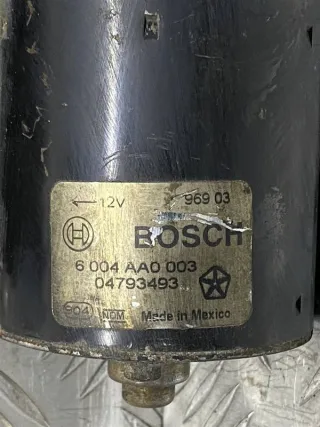 12V 969 03
BOSCH
6 004 AA0 003
04793493
904 NOM Made in Mexico